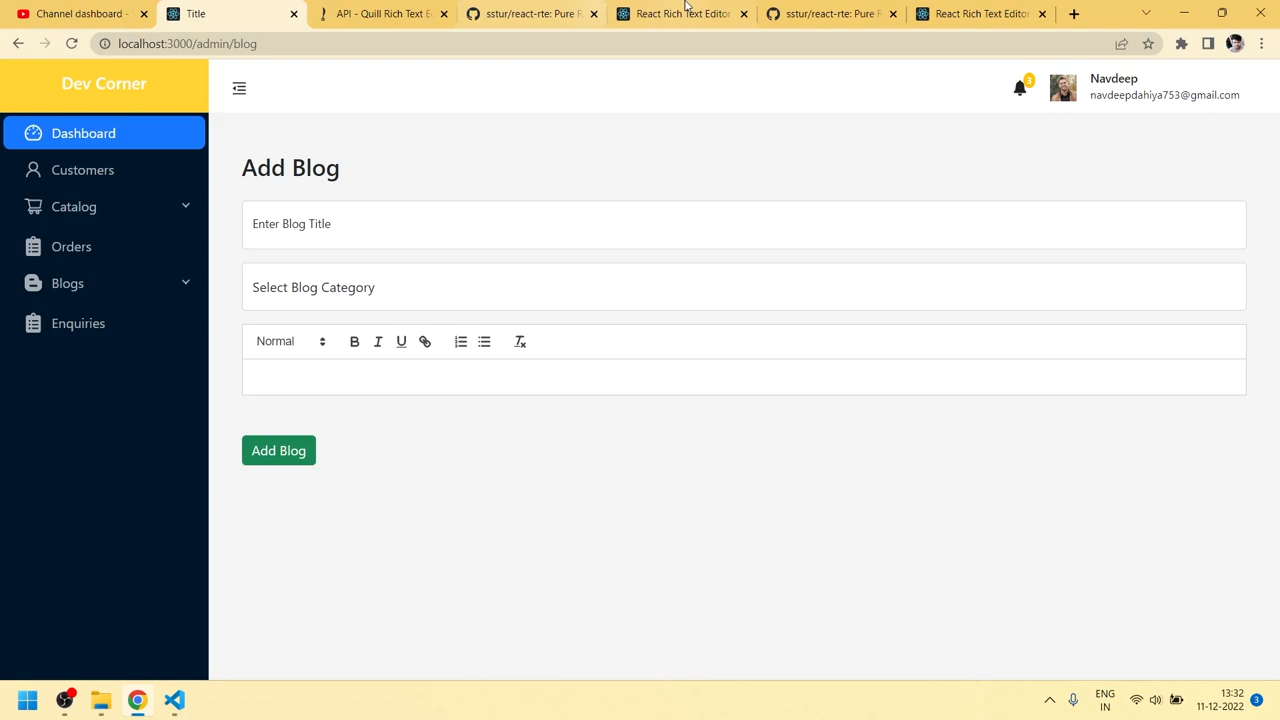 Channel dashboard -
Title
API - Quill Rich Text E
sstur/react-rte: Pure R
React Rich Text Editor
sstur/react-rte: Pure
React Rich Text Editor
localhost:3000/admin/blog
Dev Corner
3
Navdeep
navdeepdahiya753@gmail.com
Dashboard
Customers
Catalog
Orders
Blogs
Enquiries
Add Blog
Enter Blog Title
Select Blog Category
Normal
Add Blog
ENG
IN
13:32
11-12-2022
3